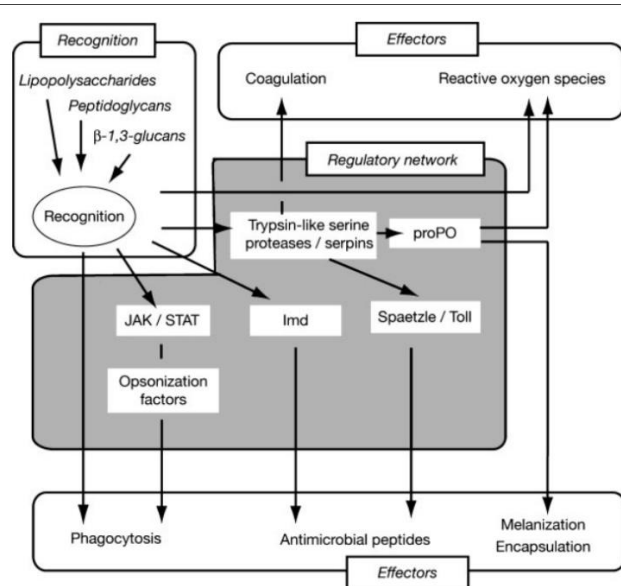 Recognition
Effectors
Lipopolysaccharides
Peptidoglycans
β-1,3-glucans
Recognition
Coagulation
Reactive oxygen species
Regulatory network
Trypsin-like serine
proteases / serpins
proPO
JAK / STAT
Imd
Spaetzle / Toll
Opsonization
factors
Phagocytosis
Antimicrobial peptides
Melanization
Encapsulation
Effectors